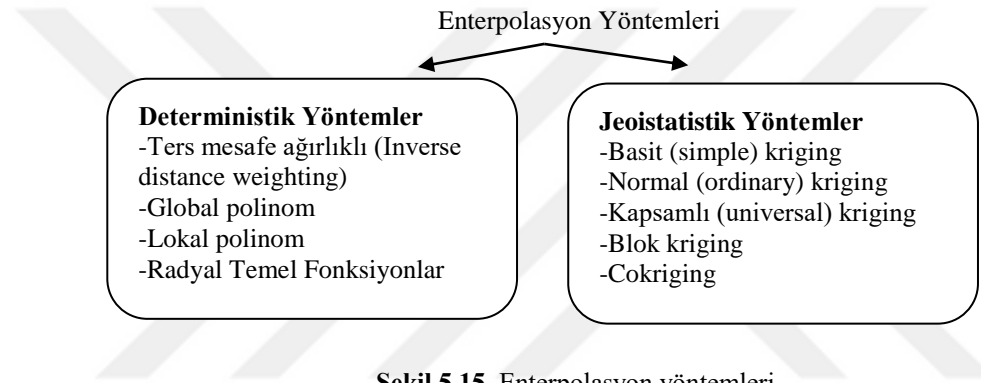 Enterpolasyon Yöntemleri
Deterministik Yöntemler
-Ters mesafe ağırlıklı (Inverse
distance weighting)
-Global polinom
-Lokal polinom
-Radyal Temel Fonksiyonlar
Jeoistatistik Yöntemler
-Basit (simple) kriging
-Normal (ordinary) kriging
-Kapsamlı (universal) kriging
-Blok kriging
-Cokriging
Şekil 5.15. Enterpolasyon yöntemleri